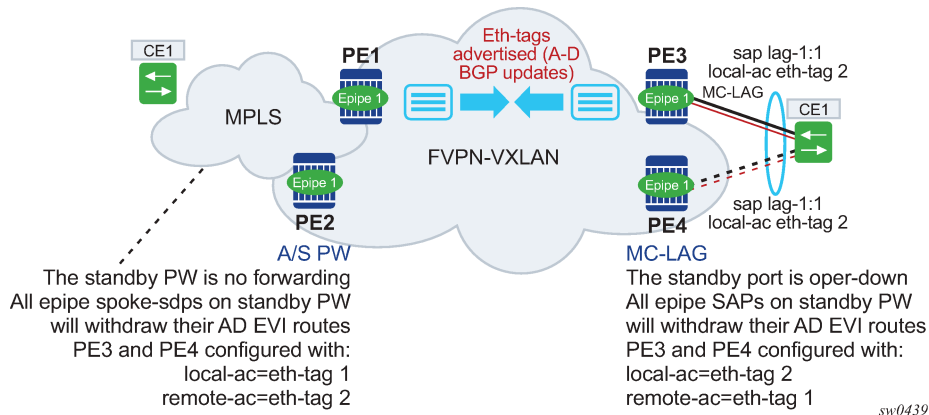 CE1
MPLS
PE1
Epipe 1
Eth-tags
advertised (A-D
BGP updates)
PE3
Epipe 1
sap lag-1:1
local-ac eth-tag 2
MC-LAG
CE1
FVPN-VXLAN
Epipe 1
PE2
Epipe 1
PE4
sap lag-1:1
local-ac eth-tag 2
A/S PW
The standby PW is no forwarding
All epipe spoke-sdps on standby PW
will withdraw their AD EVI routes
PE3 and PE4 configured with:
local-ac=eth-tag 1
remote-ac=eth-tag 2
MC-LAG
The standby port is oper-down
All epipe SAPs on standby PW
will withdraw their AD EVI routes
PE3 and PE4 configured with:
local-ac=eth-tag 2
remote-ac=eth-tag 1
sw0439